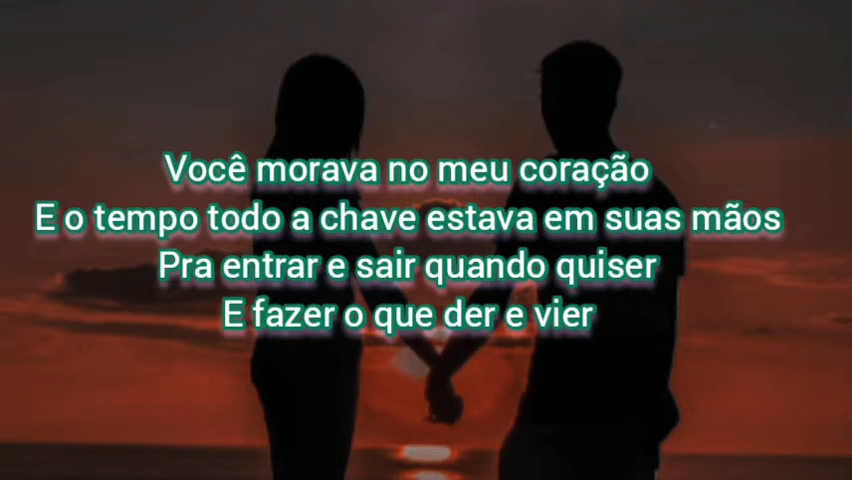 Você morava no meu coração
E o tempo todo a chave estava em suas mãos
Pra entrar e sair quando quiser
E fazer o que der e vier